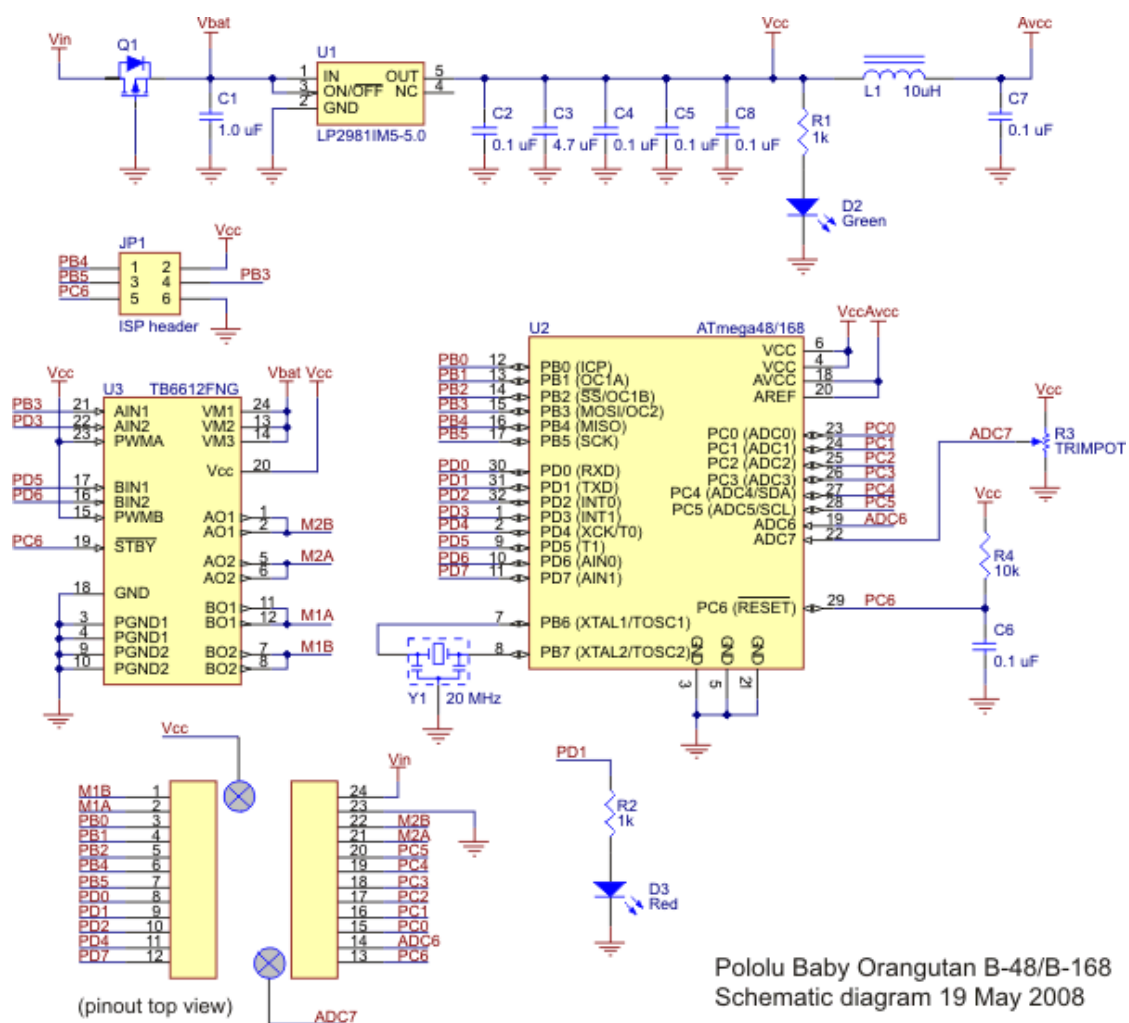 Vin
Q1
Vbat
Vcc
Avcc
U1
1 IN OUT 5
3 ON/OFF NC 4
2 GND
LP2981IM5-5.0
C1
1.0 uF
C2
0.1 uF
C3
4.7 uF
C4
0.1 uF
C5
0.1 uF
C8
0.1 uF
R1
1k
L1 10uH
C7
0.1 uF
D2
Green
JP1
Vcc
PB4 1 2
PB5 3 4 PB3
PC6 5 6
ISP header
Vcc
U3 TB6612FNG
Vbat Vcc
PB3 21 AIN1 VM1 24
PD3 22 AIN2 VM2 13
23 PWMA VM3 14
Vcc 20
PD5 17 BIN1
PD6 16 BIN2
15 PWMB AO1 1
AO1 2 M2B
PC6 19 STBY
AO2 5 M2A
AO2 6
18 GND
BO1 11
3 PGND1 BO1 12 M1A
4 PGND1
9 PGND2 BO2 7 M1B
10 PGND2 BO2 8
U2 ATmega48/168
Vcc Avcc
PB0 12 PB0 (ICP)
PB1 13 PB1 (OC1A)
PB2 14 PB2 (SS/OC1B)
PB3 15 PB3 (MOSI/OC2)
PB4 16 PB4 (MISO)
PB5 17 PB5 (SCK)
PD0 30 PD0 (RXD)
PD1 31 PD1 (TXD)
PD2 32 PD2 (INT0)
PD3 1 PD3 (INT1)
PD4 2 PD4 (XCK/T0)
PD5 9 PD5 (T1)
PD6 10 PD6 (AIN0)
PD7 11 PD7 (AIN1)
7 PB6 (XTAL1/TOSC1)
8 PB7 (XTAL2/TOSC2)
VCC 6
VCC 4
AVCC 18
AREF 20
PC0 (ADC0) 23 PC0
PC1 (ADC1) 24 PC1
PC2 (ADC2) 25 PC2
PC3 (ADC3) 26 PC3
PC4 (ADC4/SDA) 27 PC4
PC5 (ADC5/SCL) 28 PC5
ADC6 19 ADC6
ADC7 22
PC6 (RESET) 29 PC6
GND GND GND
3 5 21
Y1 20 MHz
Vcc
ADC7 R3
TRIMPOT
Vcc
R4
10k
C6
0.1 uF
Vcc
M1B 1
M1A 2
PB0 3
PB1 4
PB2 5
PB4 6
PB5 7
PD0 8
PD1 9
PD2 10
PD4 11
PD7 12
Vin
24
23
22 M2B
21 M2A
20 PC5
19 PC4
18 PC3
17 PC2
16 PC1
15 PC0
14 ADC6
13 PC6
(pinout top view)
ADC7
PD1
R2
1k
D3
Red
Pololu Baby Orangutan B-48/B-168
Schematic diagram 19 May 2008